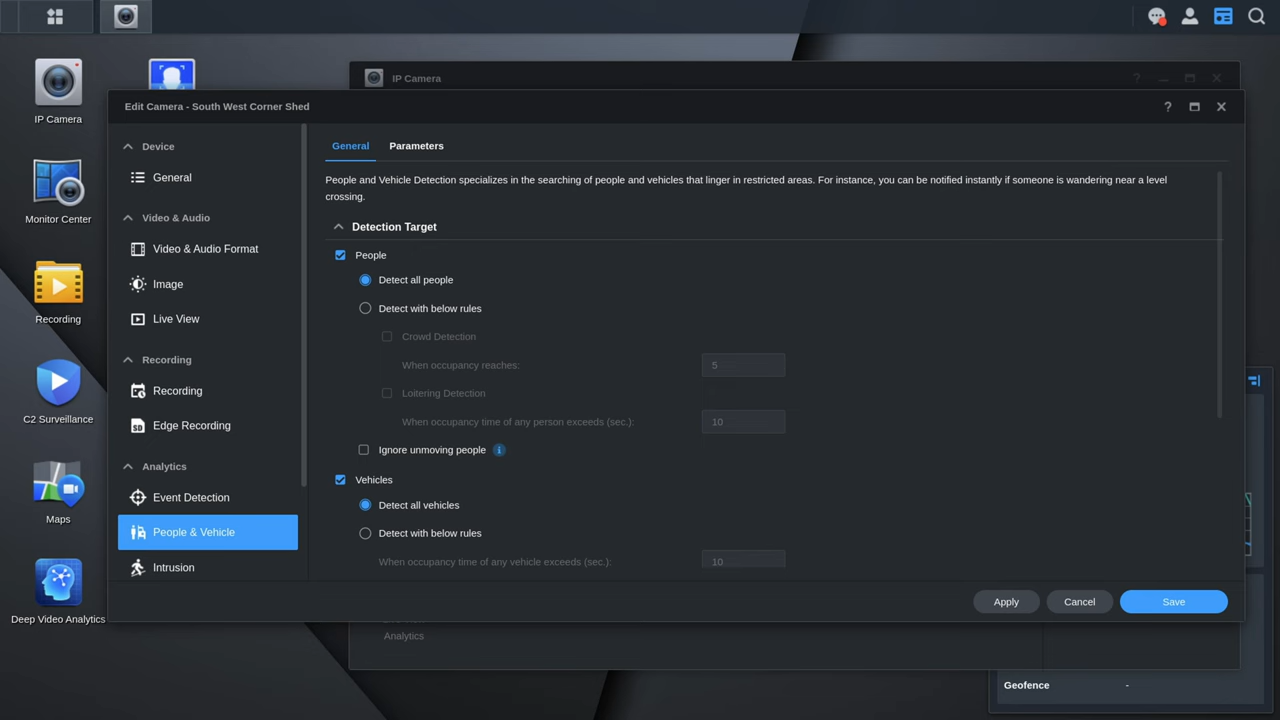 IP Camera
Edit Camera - South West Corner Shed
Device
General
Video & Audio
Video & Audio Format
Image
Live View
Recording
Recording
Edge Recording
Analytics
Event Detection
People & Vehicle
Intrusion
General
Parameters
People and Vehicle Detection specializes in the searching of people and vehicles that linger in restricted areas. For instance, you can be notified instantly if someone is wandering near a level
crossing.
Detection Target
People
Detect all people
Detect with below rules
Crowd Detection
When occupancy reaches:
5
Loitering Detection
When occupancy time of any person exceeds (sec.):
10
Ignore unmoving people
Vehicles
Detect all vehicles
Detect with below rules
When occupancy time of any vehicle exceeds (sec.):
10
Apply
Cancel
Save
IP Camera
Monitor Center
Recording
C2 Surveillance
Maps
Deep Video Analytics
Analytics
Geofence
-